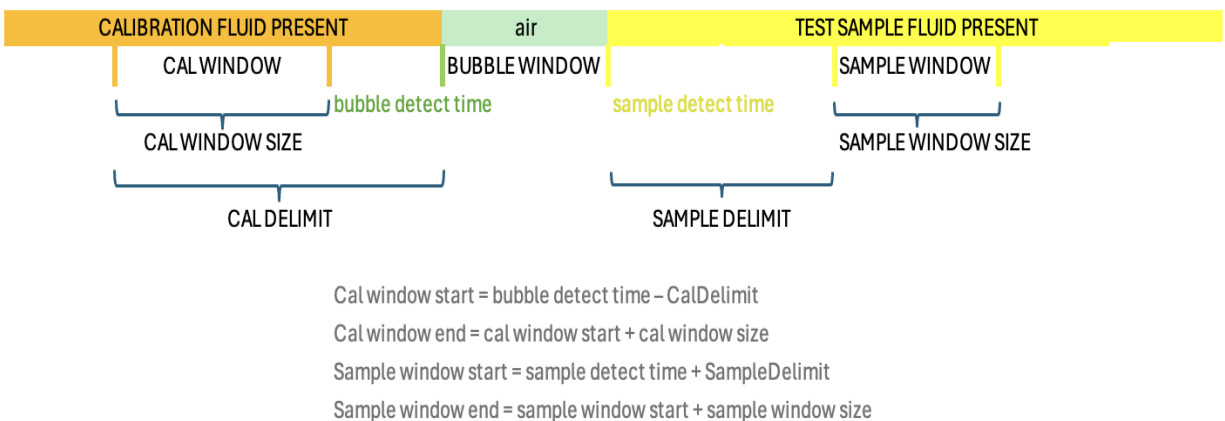 CALIBRATION FLUID PRESENT air TEST SAMPLE FLUID PRESENT
CAL WINDOW BUBBLE WINDOW SAMPLE WINDOW
bubble detect time sample detect time
CAL WINDOW SIZE SAMPLE WINDOW SIZE
CAL DELIMIT SAMPLE DELIMIT
Cal window start = bubble detect time – CalDelimit
Cal window end = cal window start + cal window size
Sample window start = sample detect time + SampleDelimit
Sample window end = sample window start + sample window size